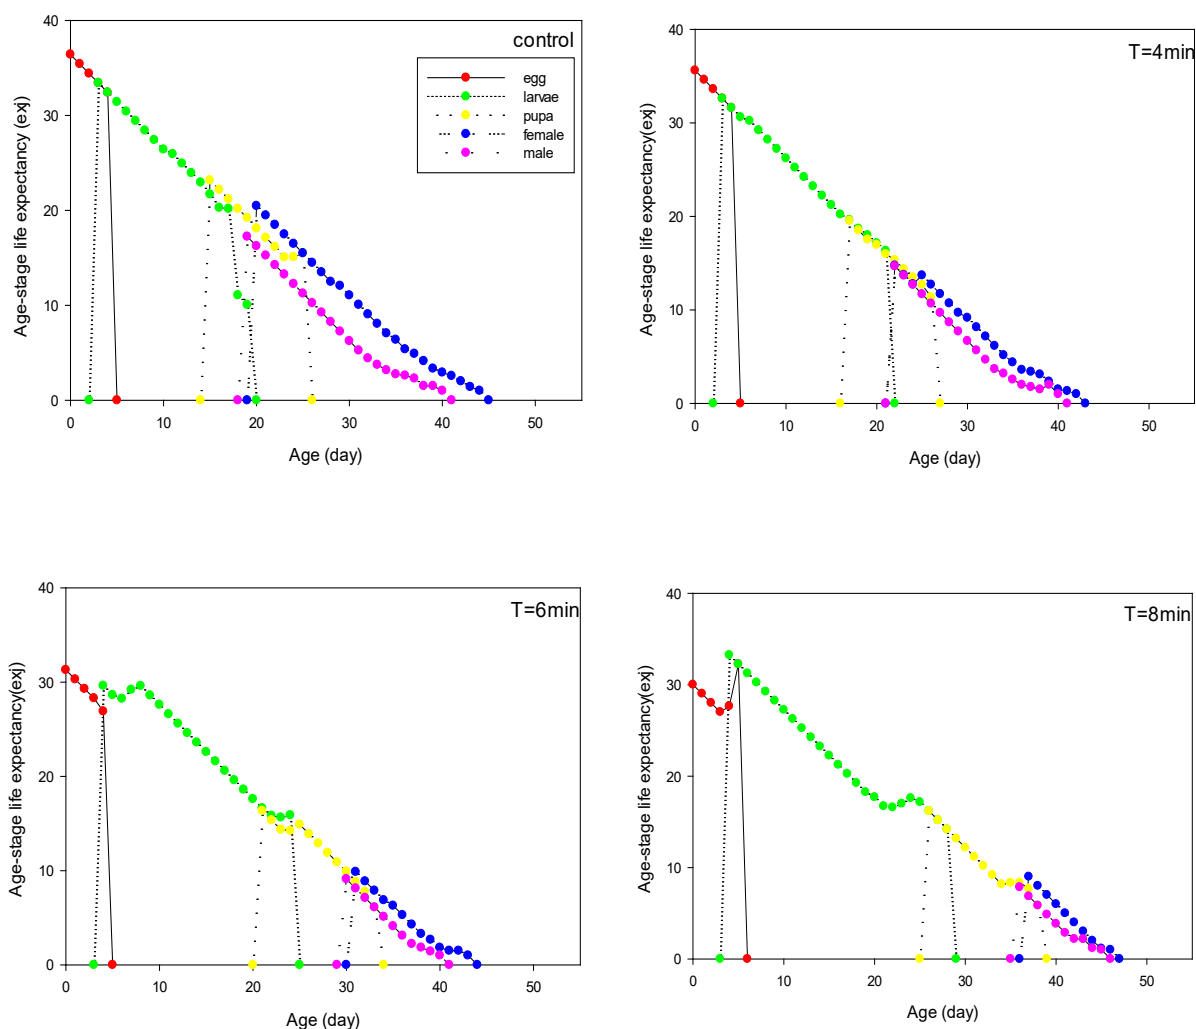 control
egg
larvae
pupa
female
male
Age-stage life expectancy (exj)
40
30
20
10
0
0 10 20 30 40 50
Age (day)
T=4min
Age-stage life expectancy(exj)
40
30
20
10
0
0 10 20 30 40 50
Age (day)
T=6min
Age-stage life expectancy(exj)
40
30
20
10
0
0 10 20 30 40 50
Age (day)
T=8min
Age-stage life expectancy(exj)
40
30
20
10
0
0 10 20 30 40 50
Age (day)